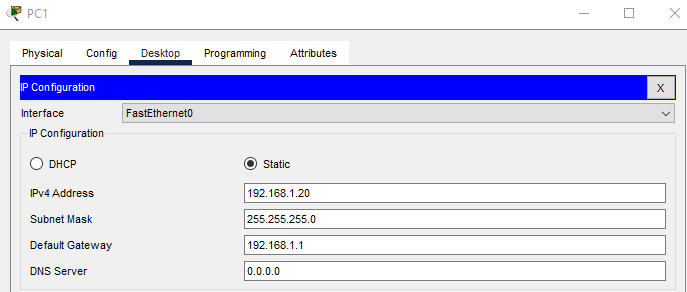 PC1
Physical Config Desktop Programming Attributes
IP Configuration X
Interface FastEthernet0
IP Configuration
DHCP Static
IPv4 Address 192.168.1.20
Subnet Mask 255.255.255.0
Default Gateway 192.168.1.1
DNS Server 0.0.0.0